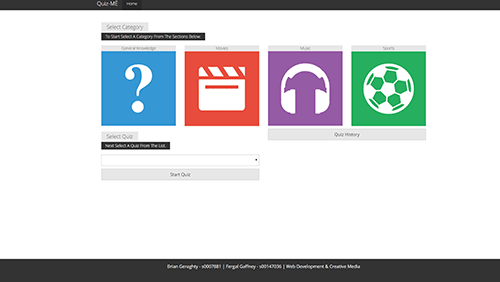 Quiz-ME Home
Select Category
To Start Select A Category From The Sections Below.
General Knowledge Movies Music Sports
Quiz History
Select Quiz
Next Select A Quiz From The List.
Start Quiz
Brian Geraghty - s0007881 | Fergal Gaffney - s00147036 | Web Development & Creative Media